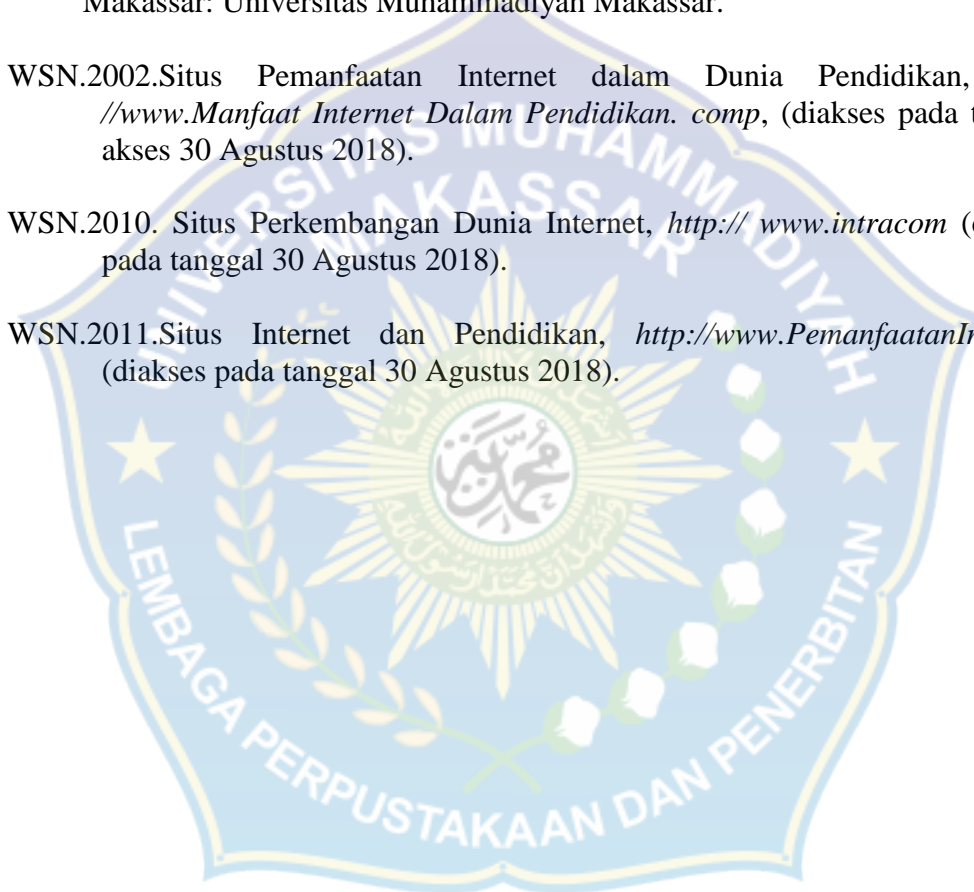 Makassar: Universitas Muhammadiyah Makassar.
WSN.2002.Situs Pemanfaatan Internet dalam Dunia Pendidikan,
//www.Manfaat Internet Dalam Pendidikan. comp, (diakses pada
akses 30 Agustus 2018).
WSN.2010. Situs Perkembangan Dunia Internet, http:// www.intracom
pada tanggal 30 Agustus 2018).
WSN.2011.Situs Internet dan Pendidikan,
(diakses pada tanggal 30 Agustus 2018).
UNIVERSITAS MUHAMMADIYAH
MAKASSAR
محمدية
LEMBAGA PERPUSTAKAAN DAN PENERBITAN